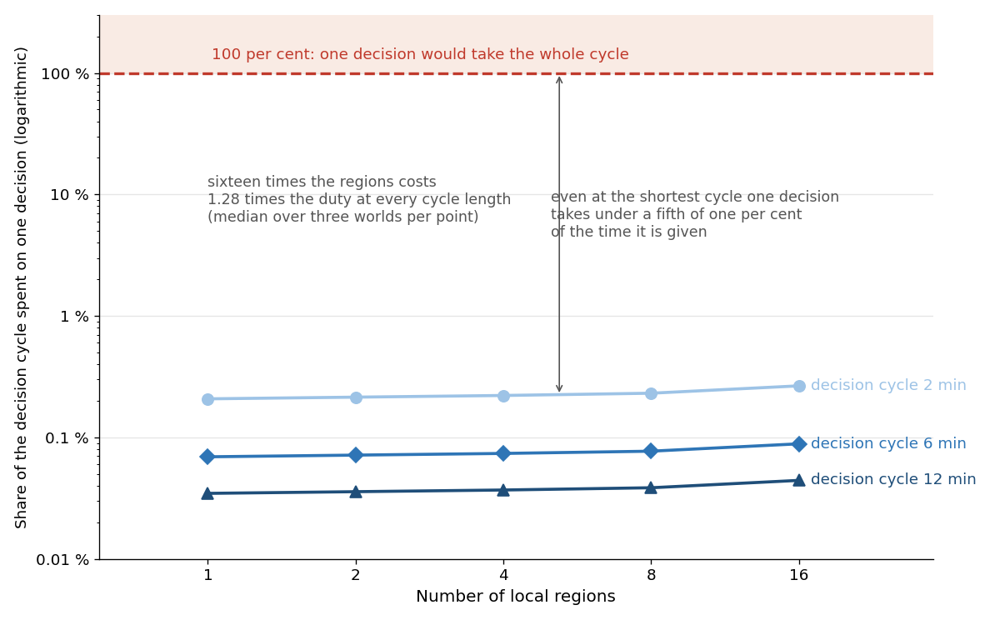 Share of the decision cycle spent on one decision (logarithmic)
100 %
10 %
1 %
0.1 %
0.01 %
100 per cent: one decision would take the whole cycle
sixteen times the regions costs
1.28 times the duty at every cycle length
(median over three worlds per point)
even at the shortest cycle one decision
takes under a fifth of one per cent
of the time it is given
decision cycle 2 min
decision cycle 6 min
decision cycle 12 min
1
2
4
8
16
Number of local regions